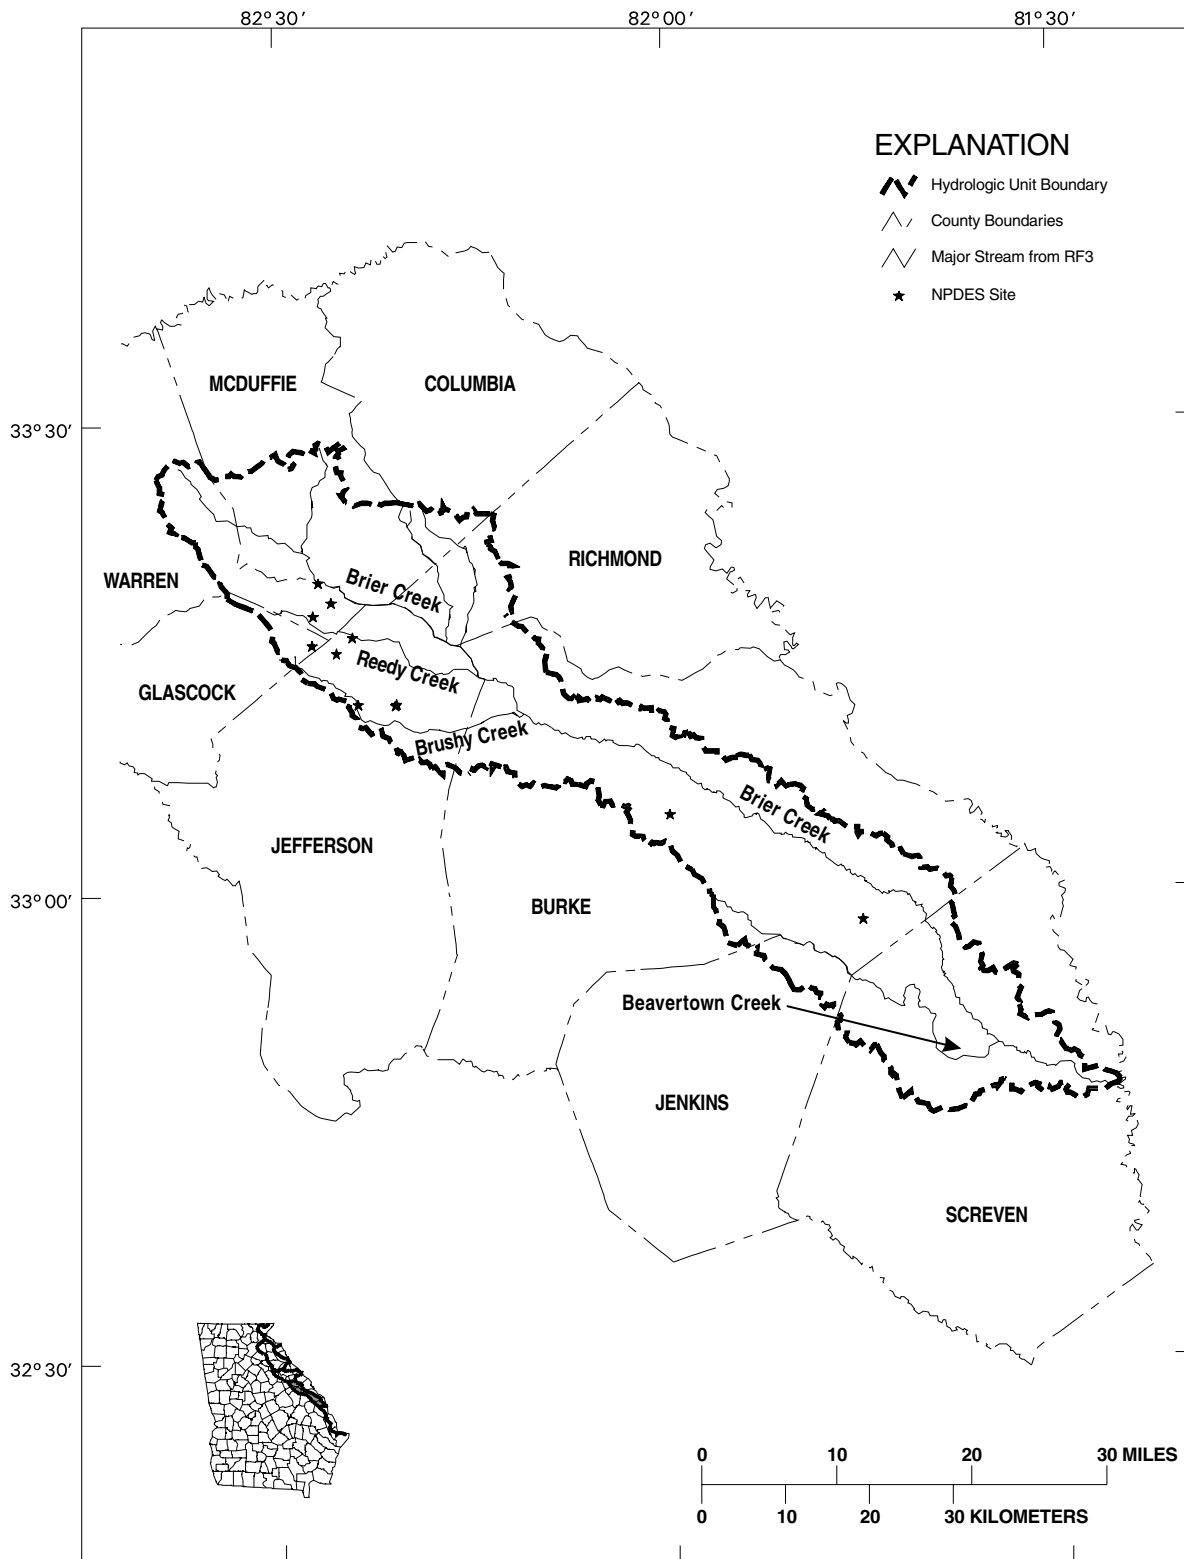 82° 30′ 82° 00′ 81° 30′
EXPLANATION
Hydrologic Unit Boundary
County Boundaries
Major Stream from RF3
NPDES Site
MCDUFFIE
COLUMBIA
33° 30′
RICHMOND
WARREN
Brier Creek
Reedy Creek
GLASCOCK
Brushy Creek
Brier Creek
JEFFERSON
33° 00′
BURKE
Beavertown Creek
JENKINS
SCREVEN
32° 30′
0 10 20 30 MILES
0 10 20 30 KILOMETERS